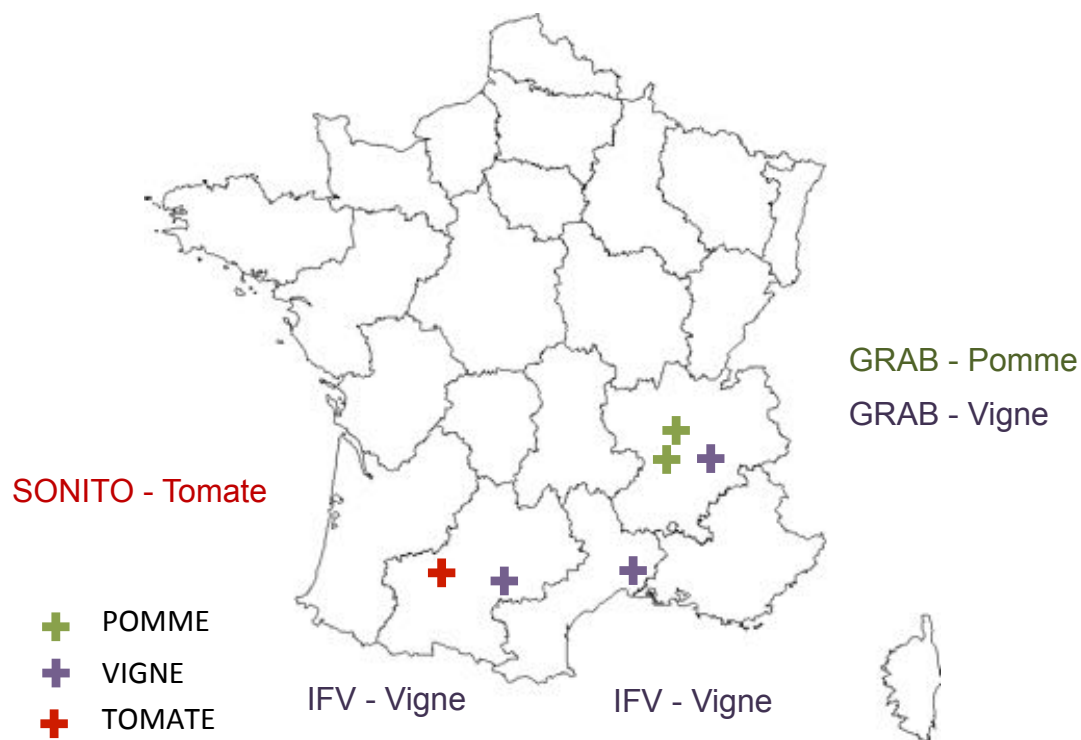 GRAB - Pomme
GRAB - Vigne
SONITO - Tomate
POMME
VIGNE
TOMATE
IFV - Vigne
IFV - Vigne